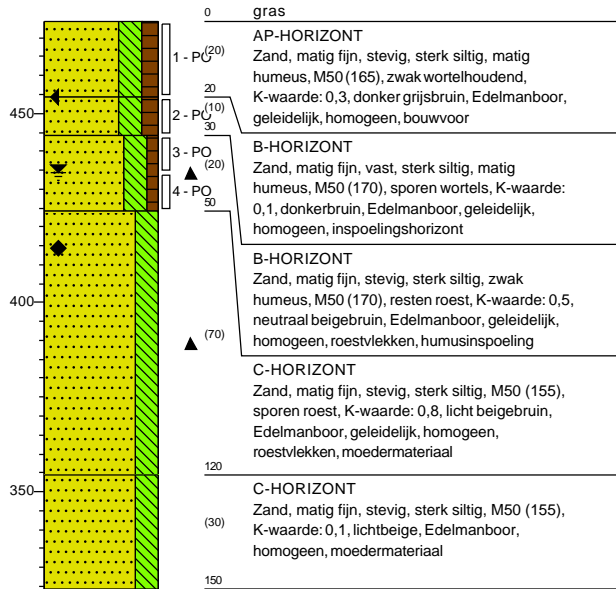 0 gras
AP-HORIZONT
1 - PO (20) Zand, matig fijn, stevig, sterk siltig, matig
humeus, M50 (165), zwak wortelhoudend,
20 K-waarde: 0,3, donker grijsbruin, Edelmanboor,
450 2 - PO (10) geleidelijk, homogeen, bouwvoor
30
B-HORIZONT
3 - PO (20) Zand, matig fijn, vast, sterk siltig, matig
4 - PO humeus, M50 (170), sporen wortels, K-waarde:
50 0,1, donkerbruin, Edelmanboor, geleidelijk,
homogeen, inspoelingshorizont
B-HORIZONT
Zand, matig fijn, stevig, sterk siltig, zwak
400 humeus, M50 (170), resten roest, K-waarde: 0,5,
(70) neutraal beigebruin, Edelmanboor, geleidelijk,
homogeen, roestvlekken, humusinspoeling
C-HORIZONT
Zand, matig fijn, stevig, sterk siltig, M50 (155),
sporen roest, K-waarde: 0,8, licht beigebruin,
Edelmanboor, geleidelijk, homogeen,
roestvlekken, moedermateriaal
120
350 C-HORIZONT
Zand, matig fijn, stevig, sterk siltig, M50 (155),
(30) K-waarde: 0,1, lichtbeige, Edelmanboor,
homogeen, moedermateriaal
150